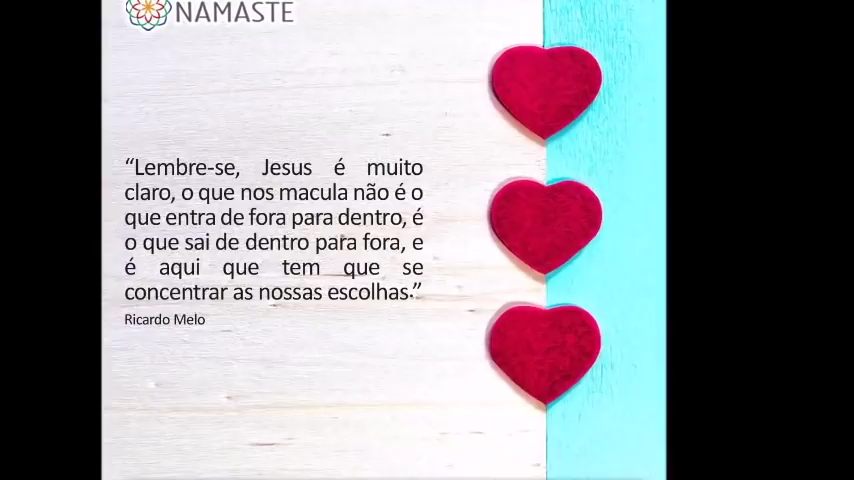 NAMASTE
“Lembre-se, Jesus é muito
claro, o que nos macula não é o
que entra de fora para dentro, é
o que sai de dentro para fora, e
é aqui que tem que se
concentrar as nossas escolhas.”
Ricardo Melo